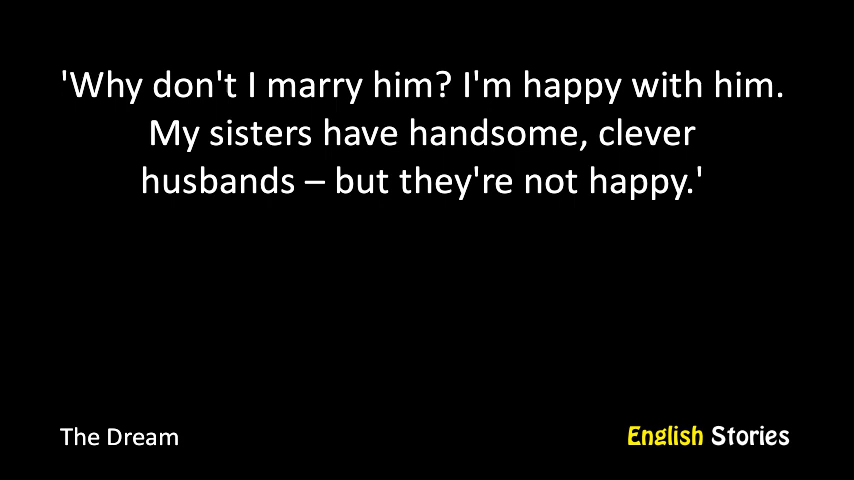 'Why don't I marry him? I'm happy with him.
My sisters have handsome, clever
husbands – but they're not happy.'
The Dream
English Stories